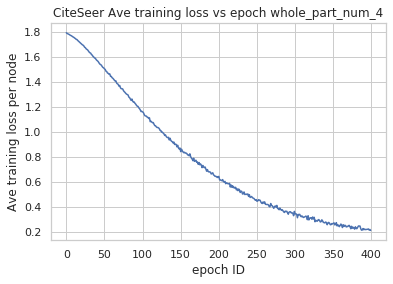 CiteSeer Ave training loss vs epoch whole_part_num_4
Ave training loss per node
1.8
1.6
1.4
1.2
1.0
0.8
0.6
0.4
0.2
0 50 100 150 200 250 300 350 400
epoch ID